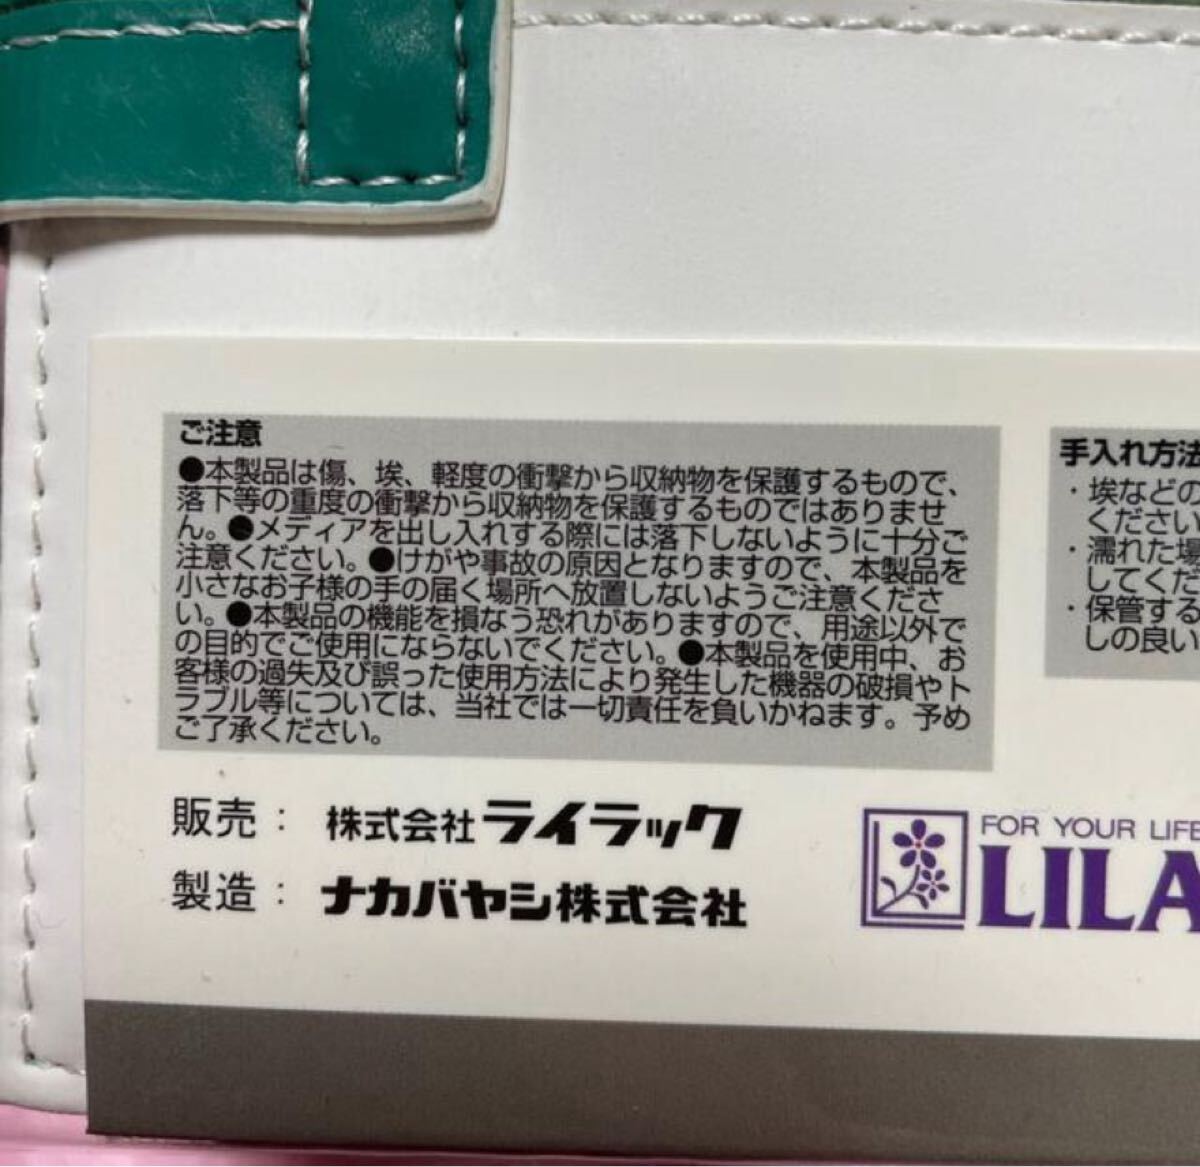 ご注意
●本製品は傷、埃、軽度の衝撃から収納物を保護するもので、
落下等の重度の衝撃から収納物を保護するものではありませ
ん。●メディアを出し入れする際には落下しないように十分ご
注意ください。●けがや事故の原因となりますので、本製品を
小さなお子様の手の届く場所へ放置しないようご注意くださ
い。●本製品の機能を損なう恐れがありますので、用途以外で
の目的でご使用にならないでください。●本製品を使用中、お
客様の過失及び誤った使用方法により発生した機器の破損やト
ラブル等については、当社では一切責任を負いかねます。予め
ご了承ください。
手入れ方法
・埃などの
ください
・濡れた場
してくだ
・保管する
しの良い
販売：株式会社ライラック
製造：ナカバヤシ株式会社
FOR YOUR LIFE
LILA